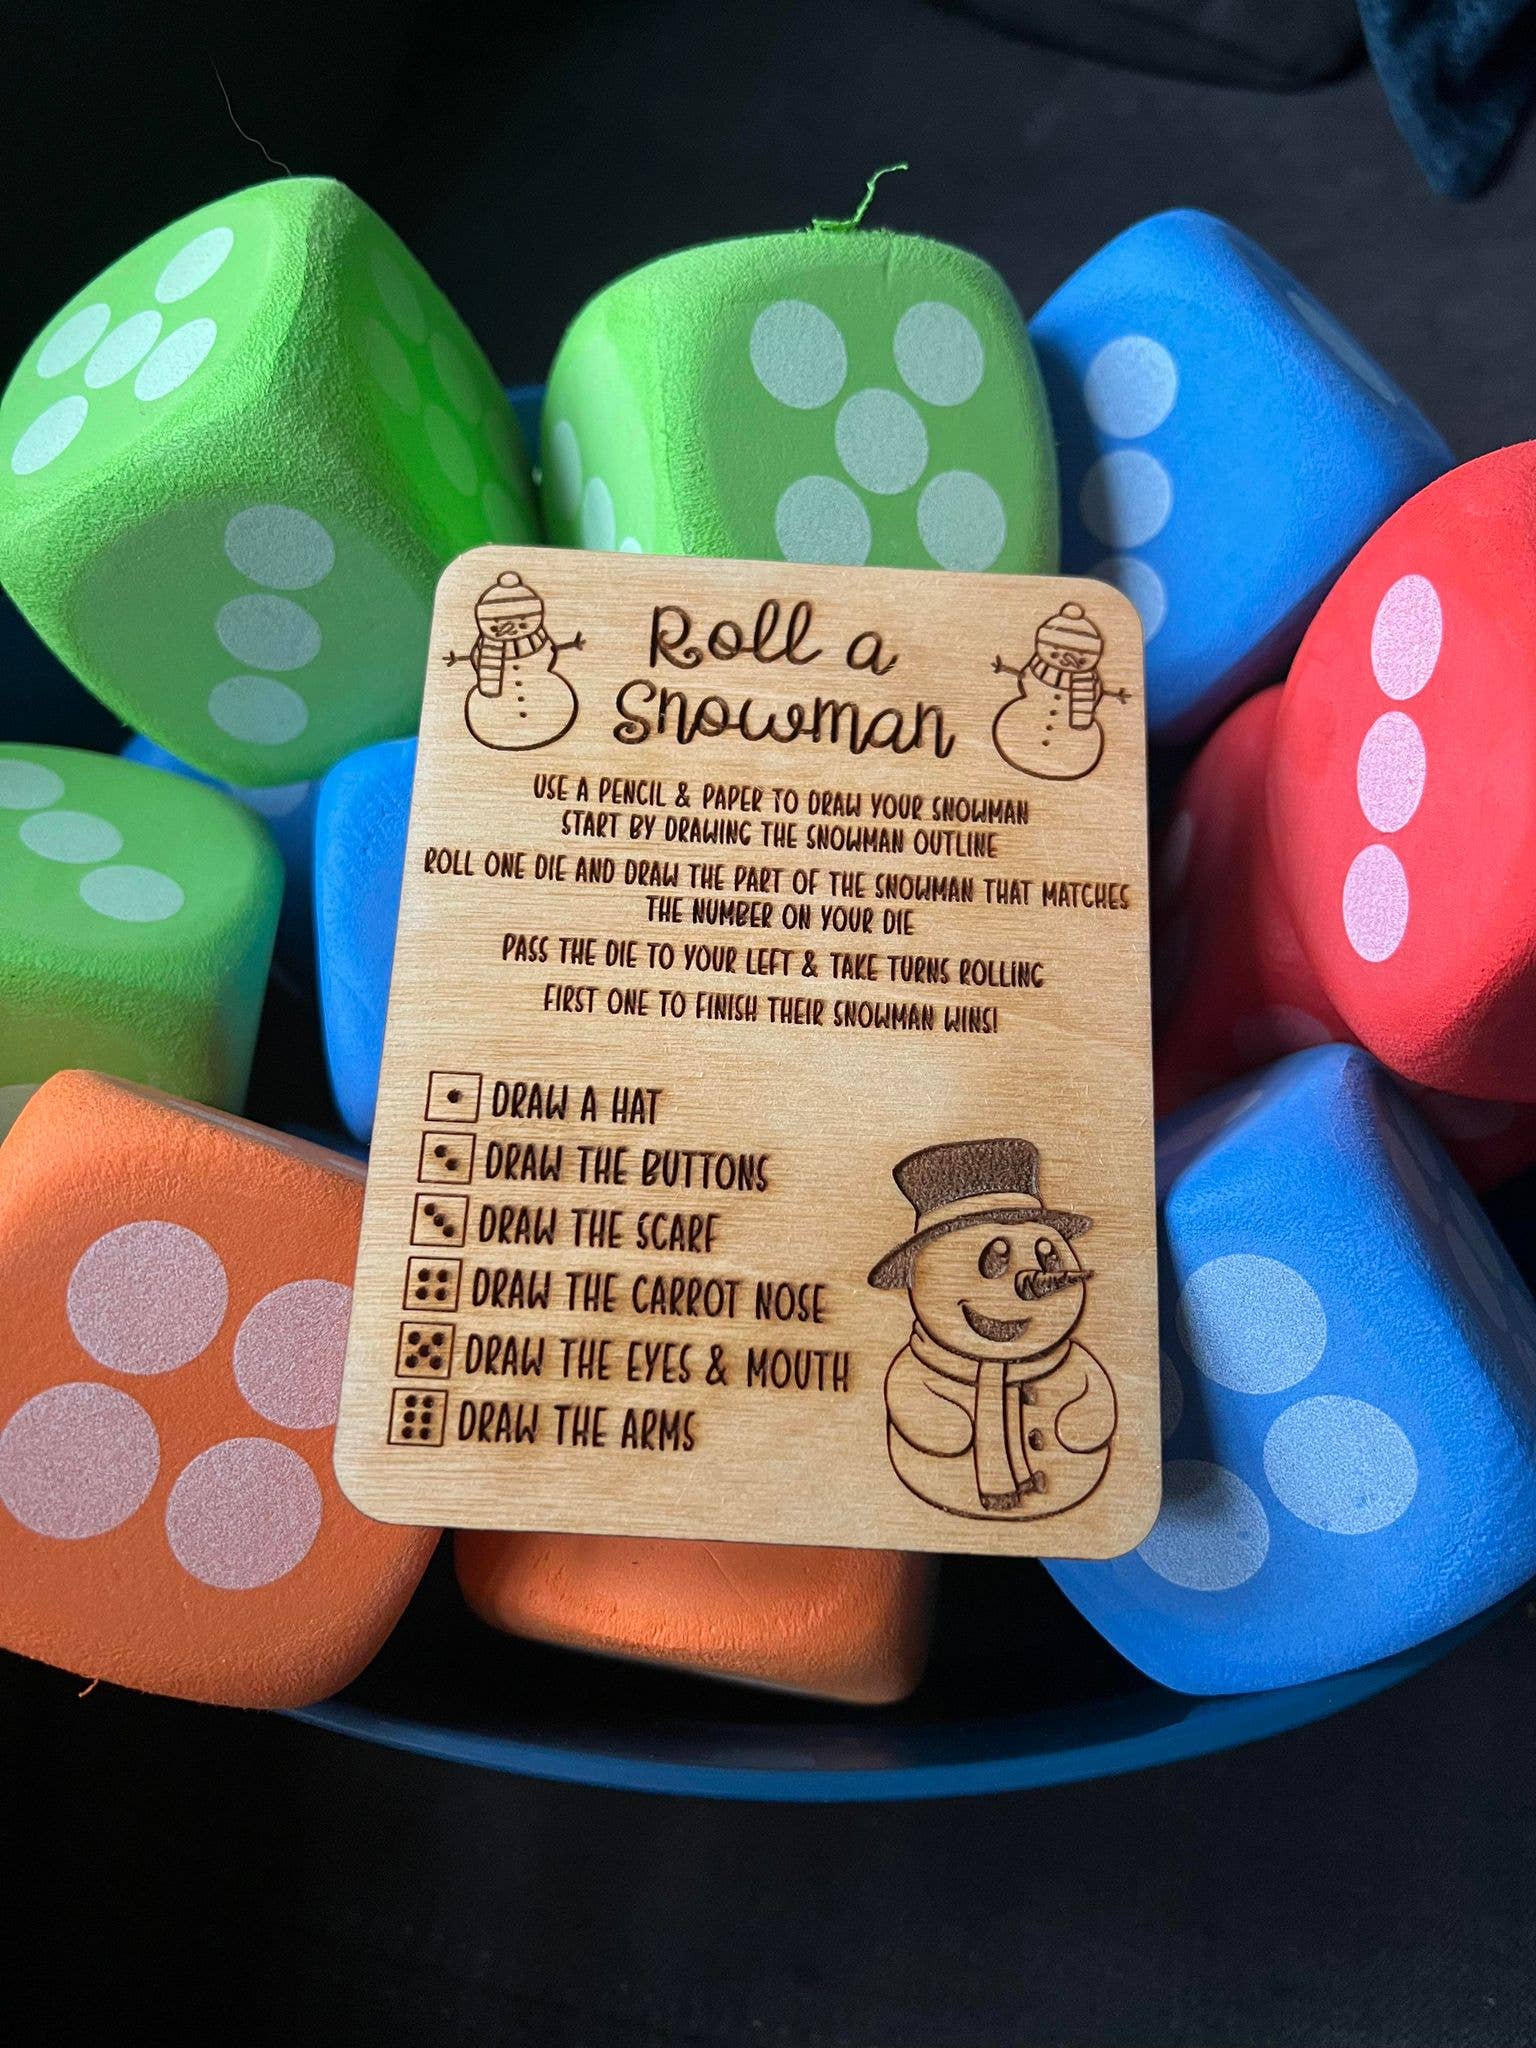 Roll a
Snowman
USE A PENCIL & PAPER TO DRAW YOUR SNOWMAN
START BY DRAWING THE SNOWMAN OUTLINE
ROLL ONE DIE AND DRAW THE PART OF THE SNOWMAN THAT MATCHES
THE NUMBER ON YOUR DIE
PASS THE DIE TO YOUR LEFT & TAKE TURNS ROLLING
FIRST ONE TO FINISH THEIR SNOWMAN WINS!
DRAW A HAT
DRAW THE BUTTONS
DRAW THE SCARF
DRAW THE CARROT NOSE
DRAW THE EYES & MOUTH
DRAW THE ARMS